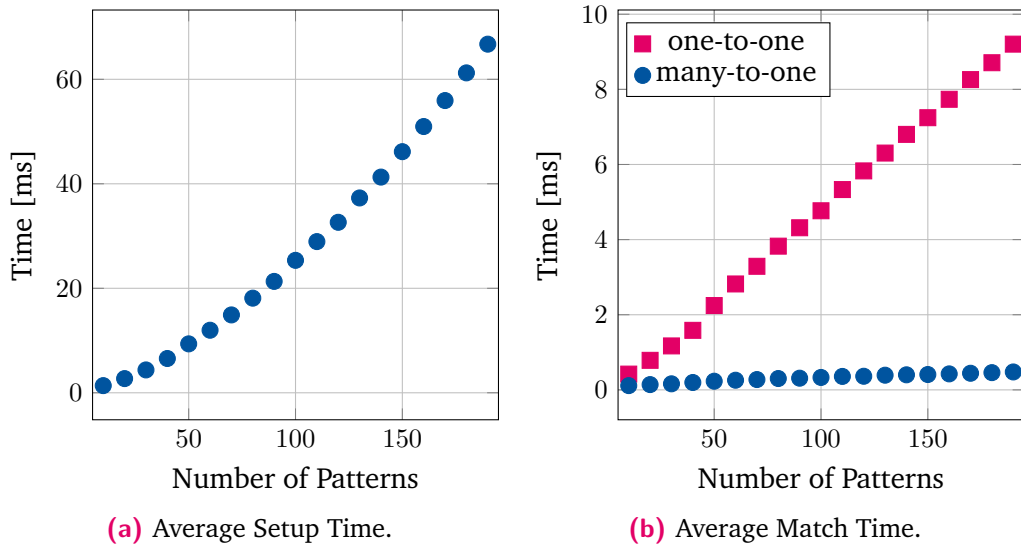 60
40
20
0
50
100
150
Time [ms]
Number of Patterns
(a) Average Setup Time.
10
8
6
4
2
0
50
100
150
Time [ms]
one-to-one
many-to-one
Number of Patterns
(b) Average Match Time.